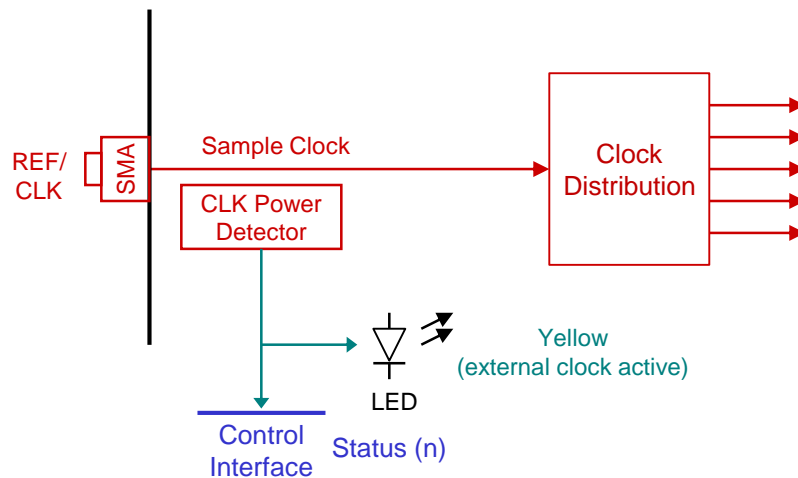 REF/
CLK
SMA
Sample Clock
CLK Power
Detector
Clock
Distribution
Yellow
(external clock active)
LED
Control
Interface
Status (n)